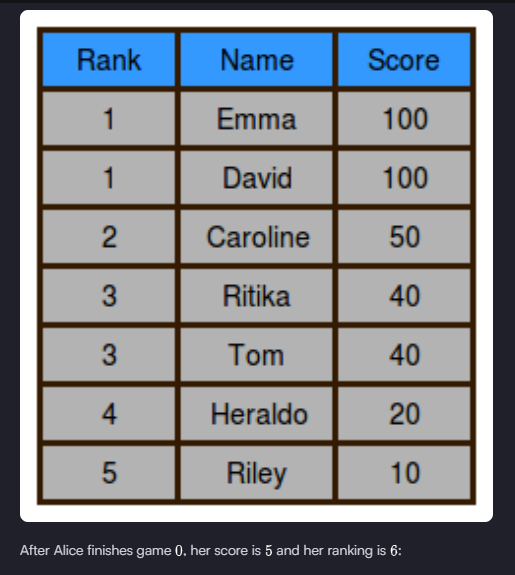 Rank Name Score
1 Emma 100
1 David 100
2 Caroline 50
3 Ritika 40
3 Tom 40
4 Heraldo 20
5 Riley 10
After Alice finishes game 0, her score is 5 and her ranking is 6: